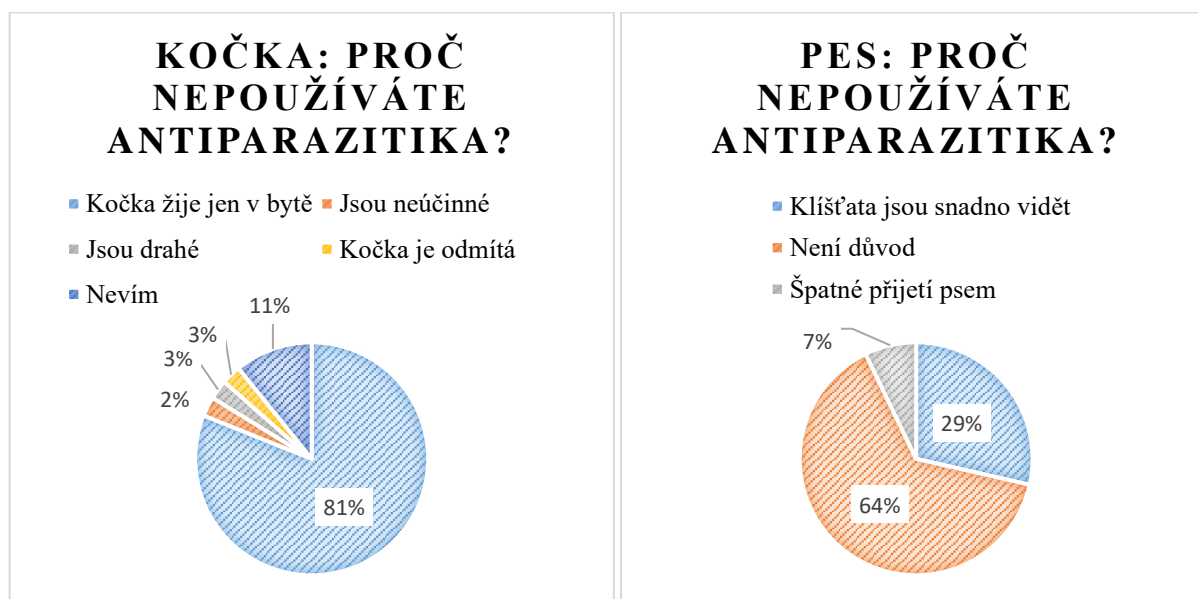 KOČKA: PROČ
NEPOUŽÍVÁTE
ANTIPARAZITIKA?
Kočka žije jen v bytě Jsou neúčinné
Jsou drahé Kočka je odmítá
Nevím
11%
3%
3%
2%
81%
PES: PROČ
NEPOUŽÍVÁTE
ANTIPARAZITIKA?
Klíšťata jsou snadno vidět
Není důvod
Špatné přijetí psem
7%
29%
64%